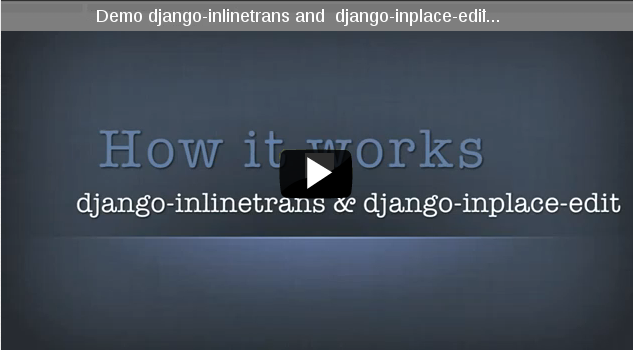 Demo django-inlinetrans and django-inplace-edit...
How it works
django-inlinetrans & django-inplace-edit